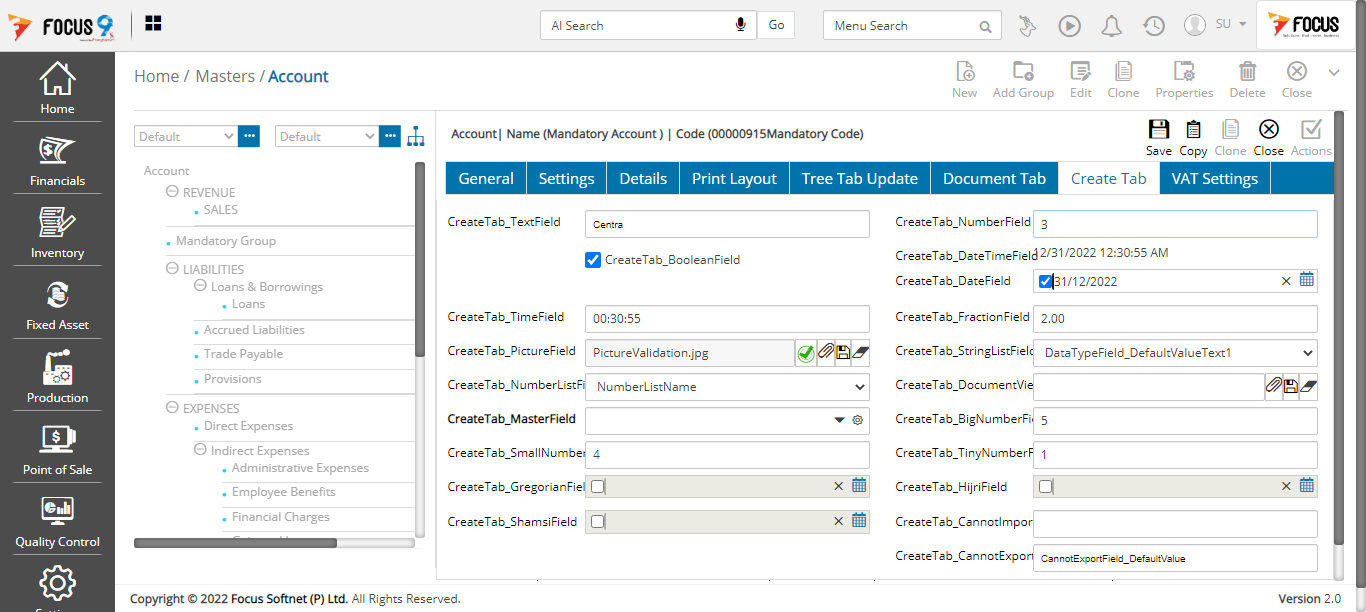 FOCUS 9
AI Search
Go
Menu Search
SU
FOCUS
Home
Financials
Inventory
Fixed Asset
Production
Point of Sale
Quality Control
Home / Masters / Account
New
Add Group
Edit
Clone
Properties
Delete
Close
Default
Default
Account
REVENUE
SALES
Mandatory Group
LIABILITIES
Loans & Borrowings
Loans
Accrued Liabilities
Trade Payable
Provisions
EXPENSES
Direct Expenses
Indirect Expenses
Administrative Expenses
Employee Benefits
Financial Charges
Account| Name (Mandatory Account ) | Code (00000915Mandatory Code)
Save
Copy
Clone
Close
Actions
General
Settings
Details
Print Layout
Tree Tab Update
Document Tab
Create Tab
VAT Settings
CreateTab_TextField
Centra
CreateTab_NumberField
3
CreateTab_BooleanField
CreateTab_DateTimeField
12/31/2022 12:30:55 AM
CreateTab_DateField
31/12/2022
CreateTab_TimeField
00:30:55
CreateTab_FractionField
2.00
CreateTab_PictureField
PictureValidation.jpg
CreateTab_StringListField
DataTypeField_DefaultValueText1
CreateTab_NumberListFi
NumberListName
CreateTab_DocumentVie
CreateTab_MasterField
CreateTab_BigNumberFi
5
CreateTab_SmallNumber
4
CreateTab_TinyNumberF
1
CreateTab_GregorianFiel
CreateTab_HijriField
CreateTab_ShamsiField
CreateTab_CannotImpor
CreateTab_CannotExport
CannotExportField_DefaultValue
Copyright © 2022 Focus Softnet (P) Ltd. All Rights Reserved.
Version 2.0